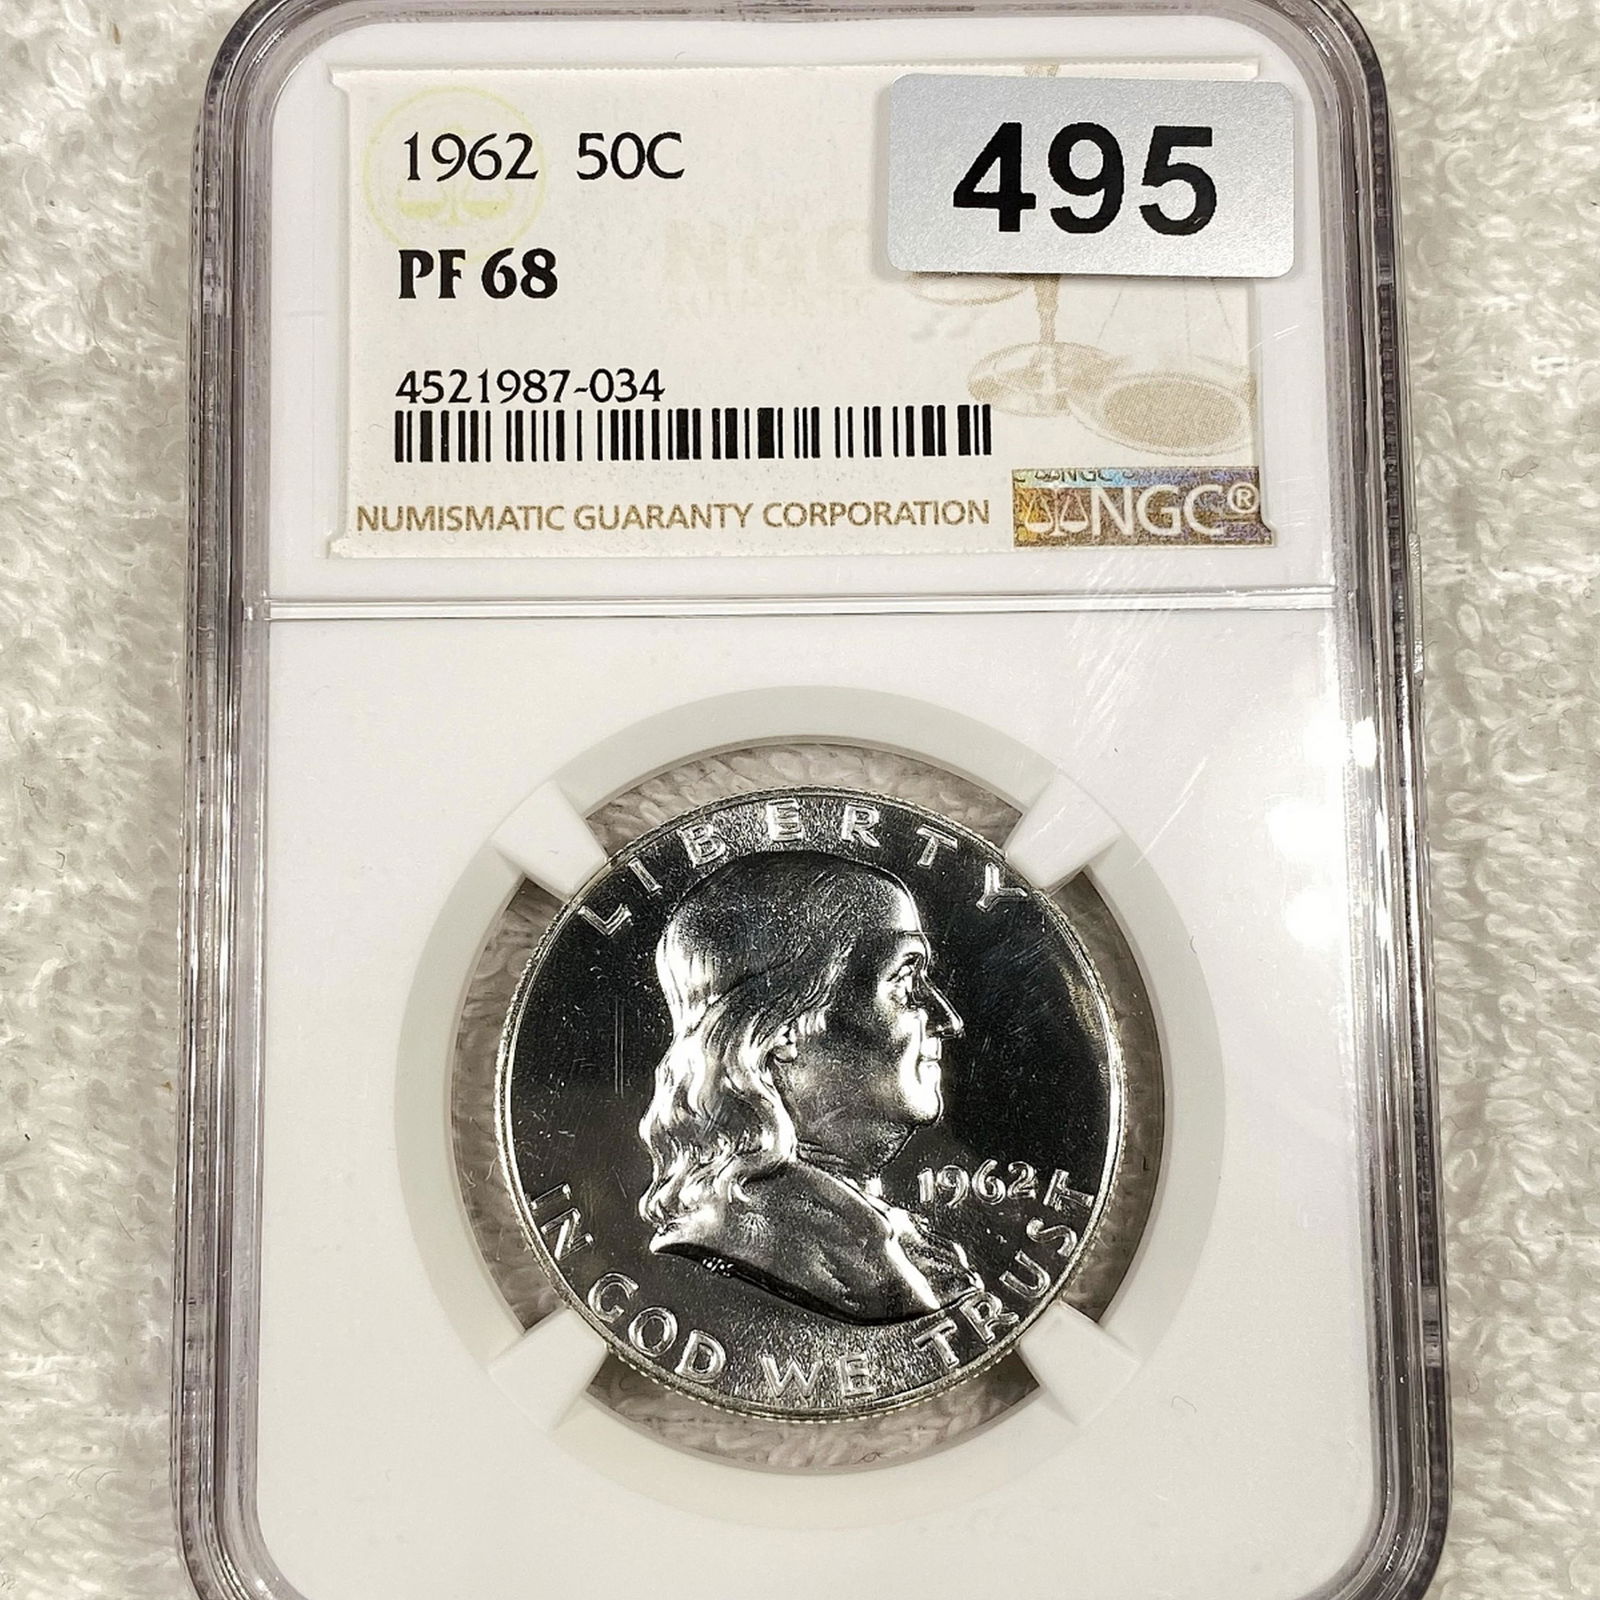 1962 50C
495
PF 68
4521987-034
NUMISMATIC GUARANTY CORPORATION
NGC®
LIBERTY
1962
IN GOD WE TRUST